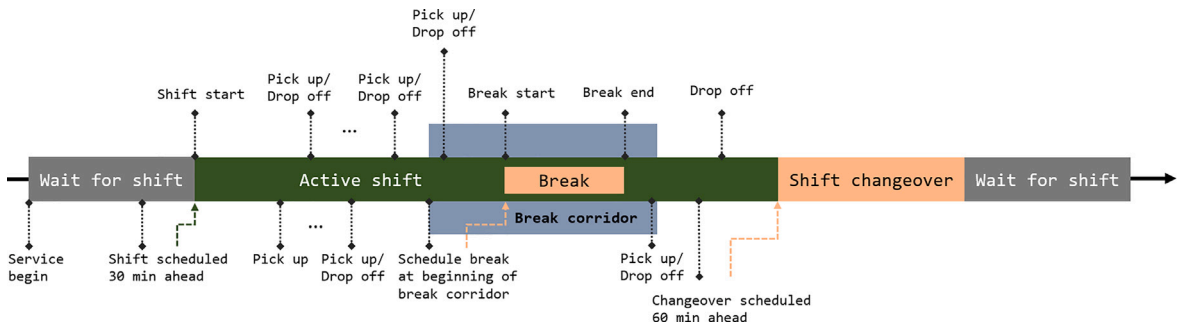 Pick up/
Drop off
Pick up/
Drop off
Pick up/
Drop off
Shift start
Break start
Break end
Drop off
...
Wait for shift
Active shift
Break
Shift changeover
Wait for shift
Break corridor
...
Service
begin
Shift scheduled
30 min ahead
Pick up
Pick up/
Drop off
Schedule break
at beginning of
break corridor
Pick up/
Drop off
Changeover scheduled
60 min ahead